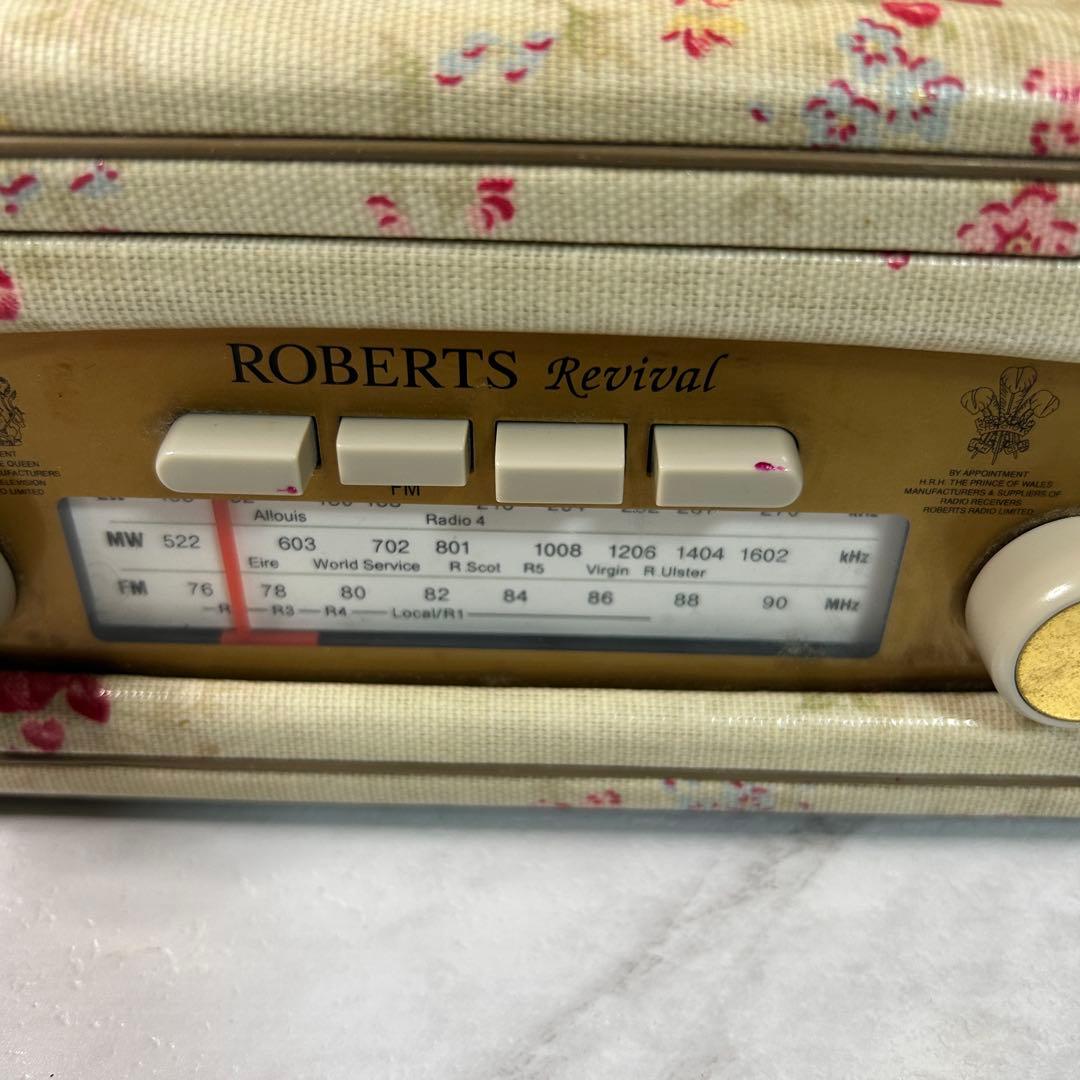 ROBERTS Revival
E QUEEN
BY APPOINTMENT
H.R.H. THE PRINCE OF WALES
MANUFACTURERS & SUPPLIERS OF
RADIO RECEIVERS
ROBERTS RADIO LIMITED
FM
Allouis Radio 4
MW 522 603 702 801 1008 1206 1404 1602 kHz
Eire World Service R.Scot R5 Virgin R.Ulster
FM 76 78 80 82 84 86 88 90 MHz
R3 R4 Local/R1